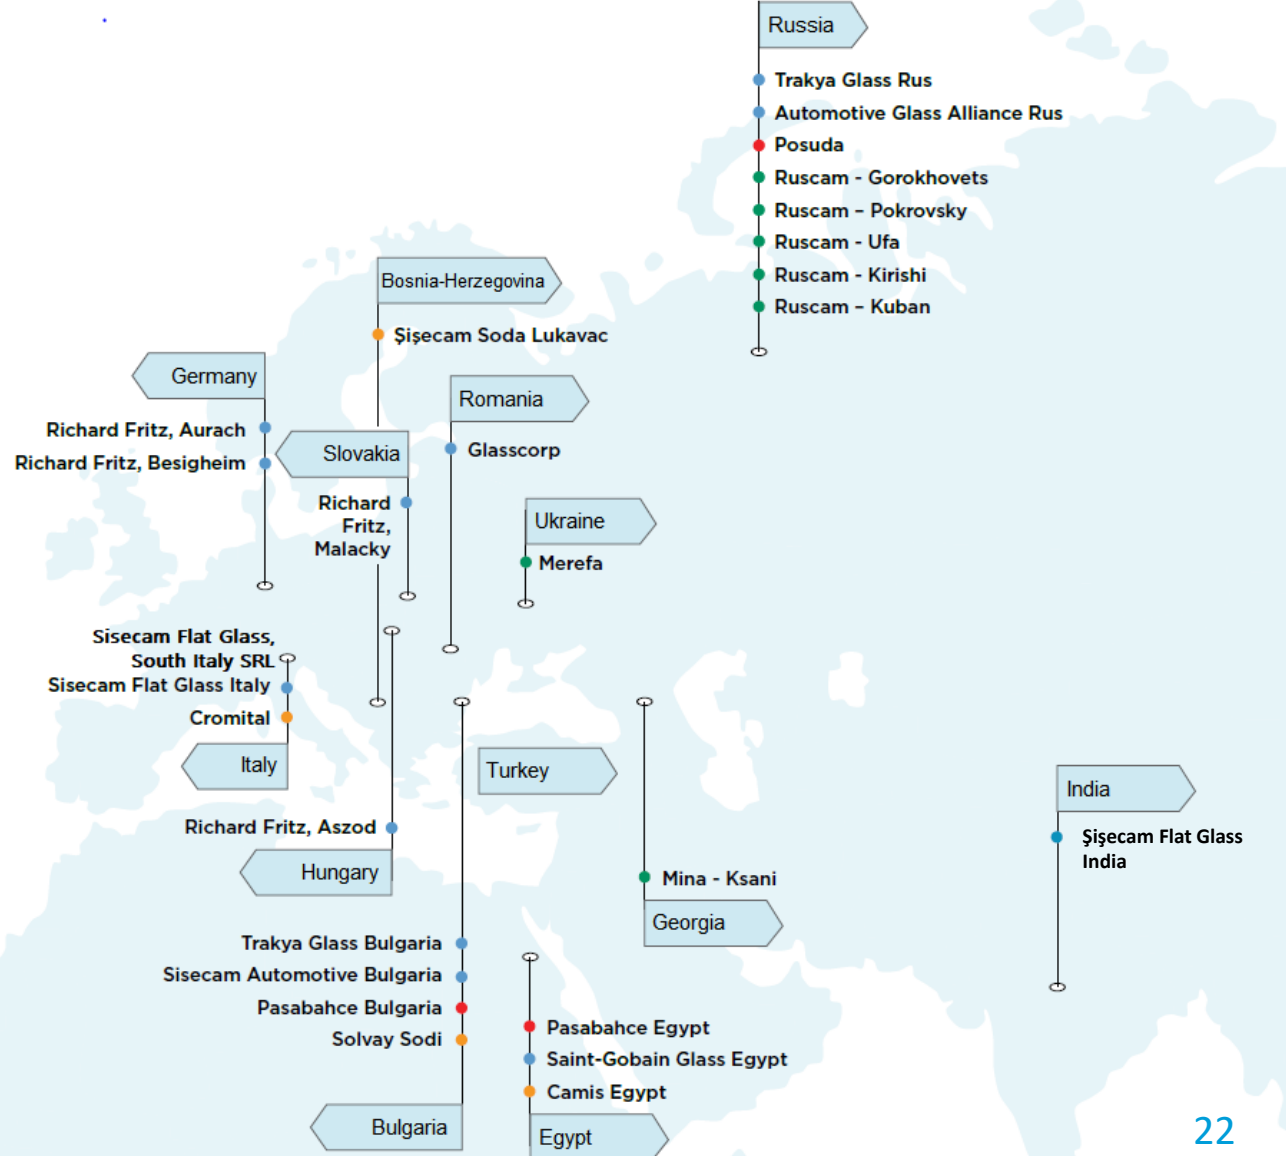 Russia
Trakya Glass Rus
Automotive Glass Alliance Rus
Posuda
Ruscam - Gorokhovets
Ruscam – Pokrovsky
Ruscam - Ufa
Ruscam - Kirishi
Ruscam – Kuban
Bosnia-Herzegovina
Şişecam Soda Lukavac
Germany
Richard Fritz, Aurach
Richard Fritz, Besigheim
Slovakia
Richard
Fritz,
Malacky
Romania
Glasscorp
Ukraine
Merefa
Sisecam Flat Glass,
South Italy SRL
Sisecam Flat Glass Italy
Cromital
Italy
Turkey
India
Şişecam Flat Glass
India
Richard Fritz, Aszod
Hungary
Mina - Ksani
Georgia
Trakya Glass Bulgaria
Sisecam Automotive Bulgaria
Pasabahce Bulgaria
Solvay Sodi
Bulgaria
Pasabahce Egypt
Saint-Gobain Glass Egypt
Camis Egypt
Egypt
22